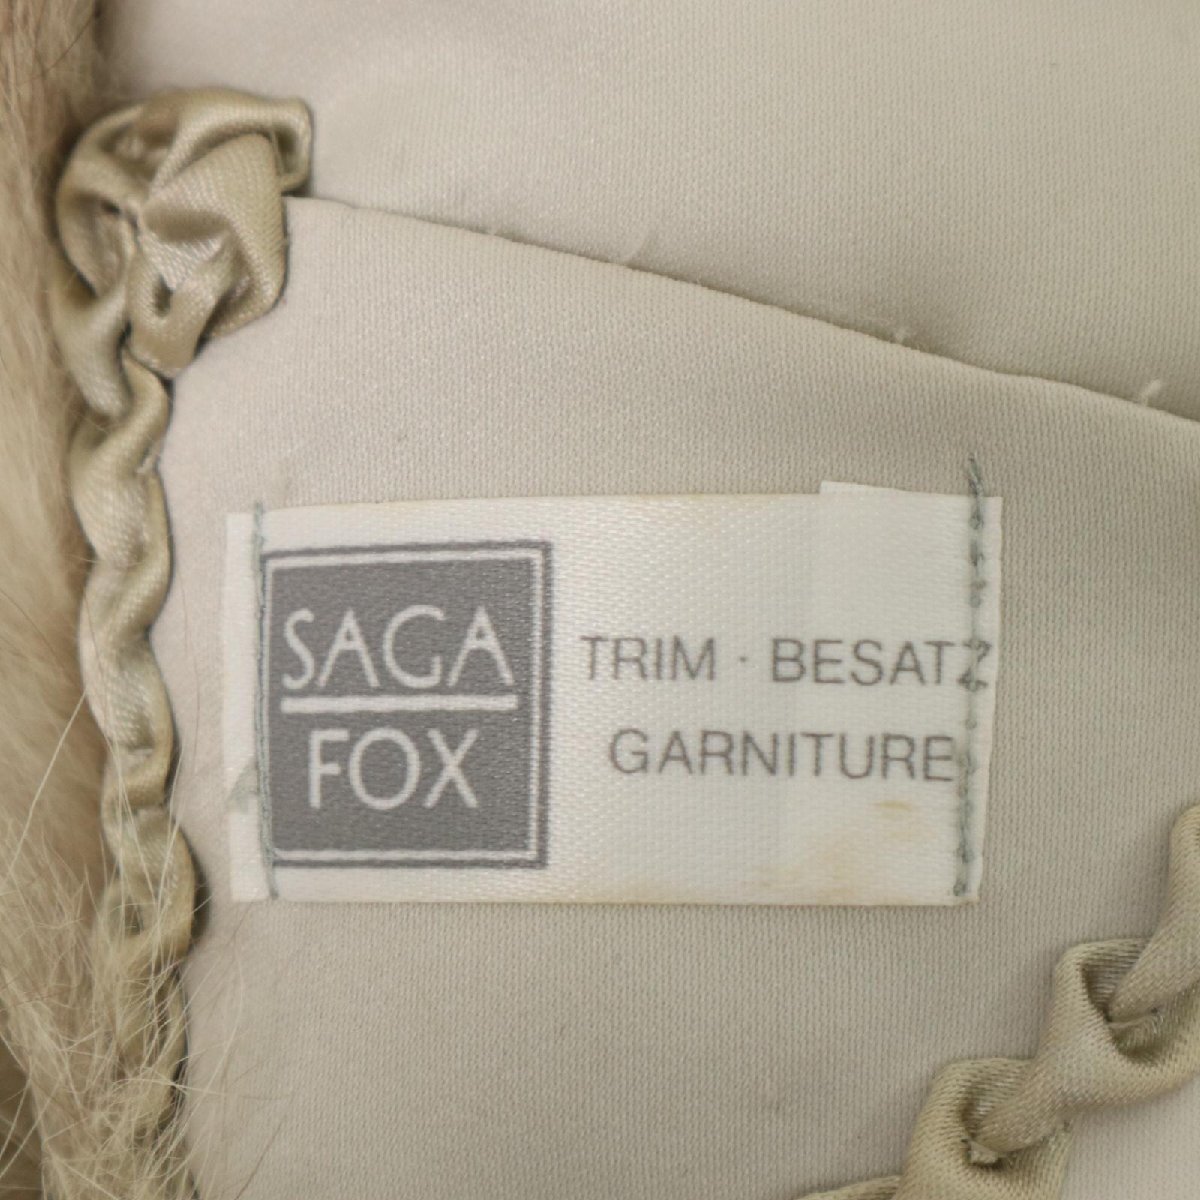 SAGA
FOX
TRIM · BESATZ
GARNITURE